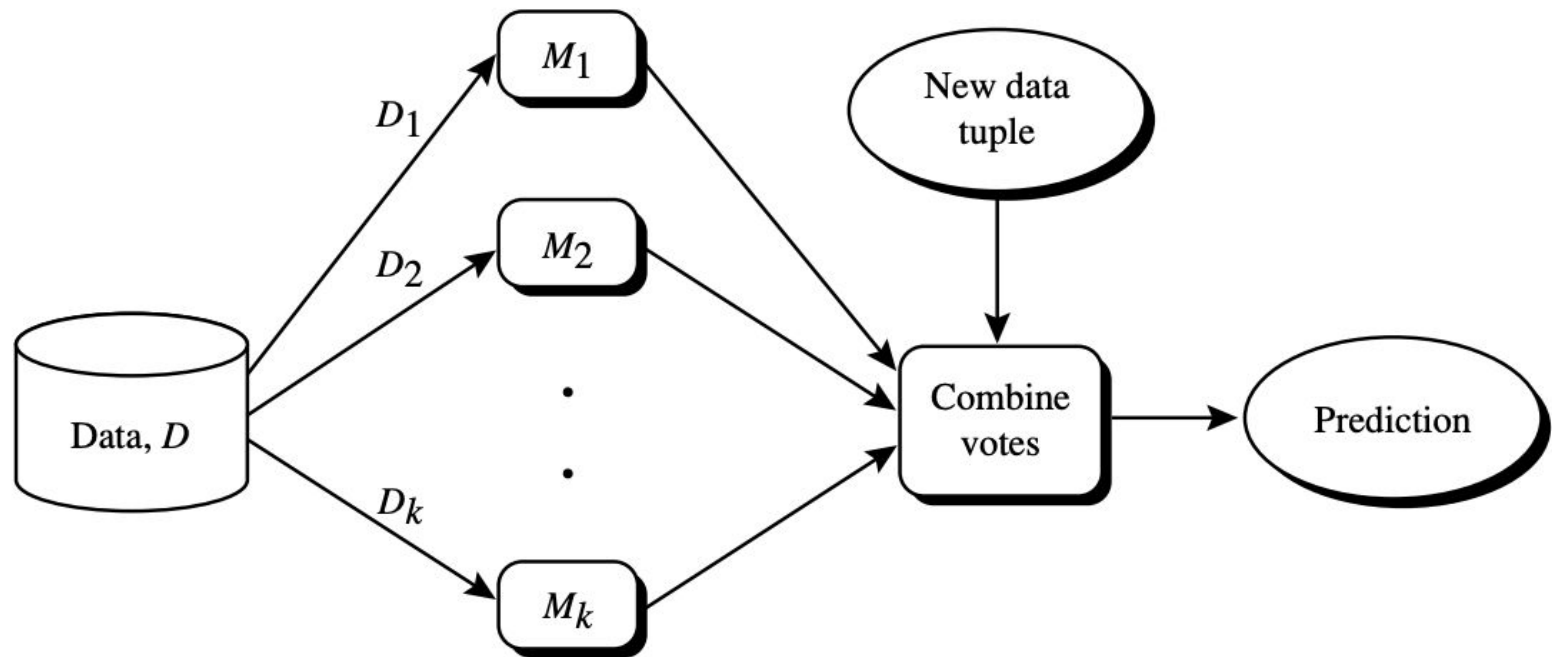 M1
New data
tuple
D1
M2
D2
Data, D
Combine
votes
Prediction
Dk
Mk